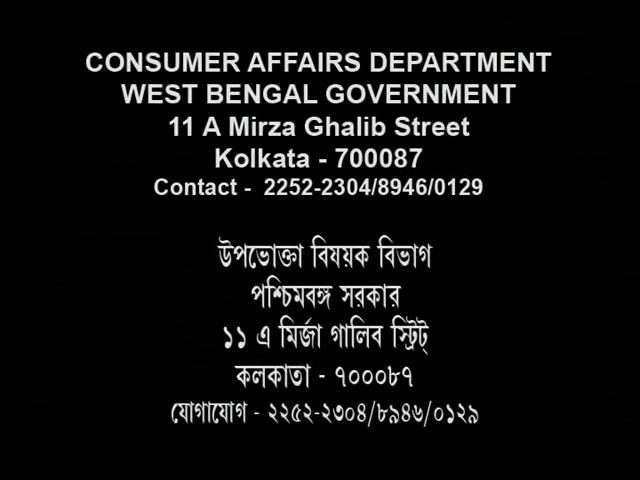 CONSUMER AFFAIRS DEPARTMENT
WEST BENGAL GOVERNMENT
11 A Mirza Ghalib Street
Kolkata - 700087
Contact - 2252-2304/8946/0129
উপভোক্তা বিষয়ক বিভাগ
পশ্চিমবঙ্গ সরকার
১১ এ মির্জা গালিব স্ট্রিট্
কলকাতা - ৭০০০৮৭
যোগাযোগ - ২২৫২-২৩০৪/৮৯৪৬/০১২৯